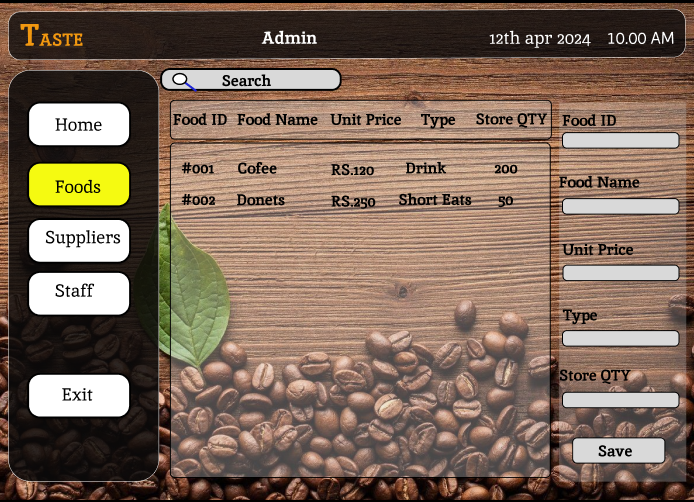 TASTE Admin 12th apr 2024 10.00 AM
Search
Home
Foods
Suppliers
Staff
Exit
Food ID Food Name Unit Price Type Store QTY
#001 Cofee RS.120 Drink 200
#002 Donets RS.250 Short Eats 50
Food ID
Food Name
Unit Price
Type
Store QTY
Save